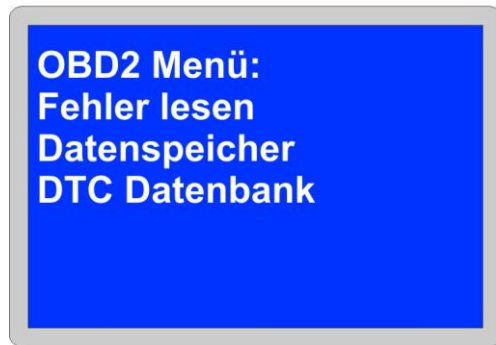 OBD2 Menü:
Fehler lesen
Datenspeicher
DTC Datenbank